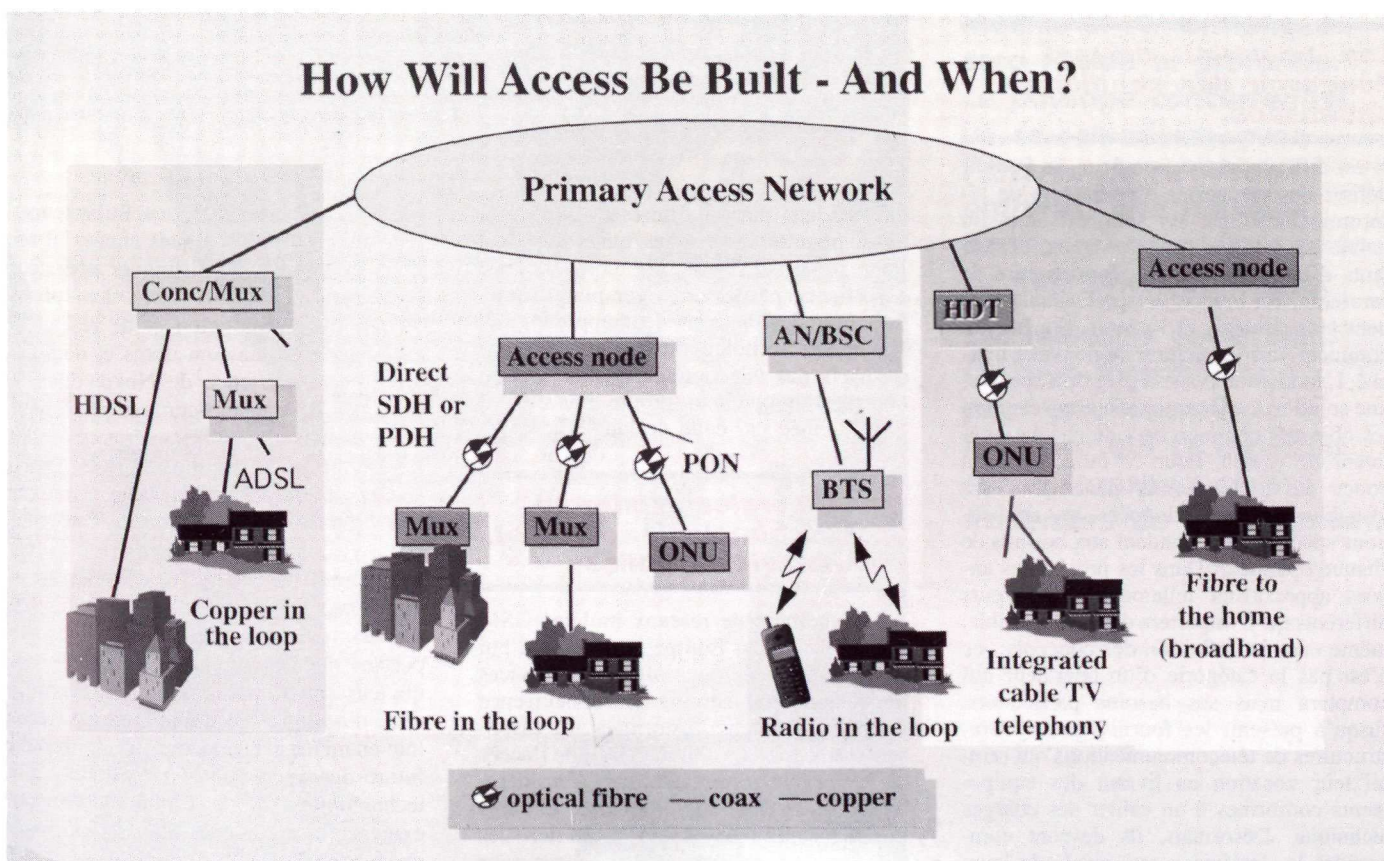 How Will Access Be Built - And When?
Primary Access Network
Conc/Mux
HDSL
Mux
ADSL
Copper in
the loop
Access node
Direct
SDH or
PDH
PON
Mux
Mux
ONU
Fibre in the loop
AN/BSC
BTS
Radio in the loop
HDT
ONU
Integrated
cable TV
telephony
Access node
Fibre to
the home
(broadband)
optical fibre — coax — copper